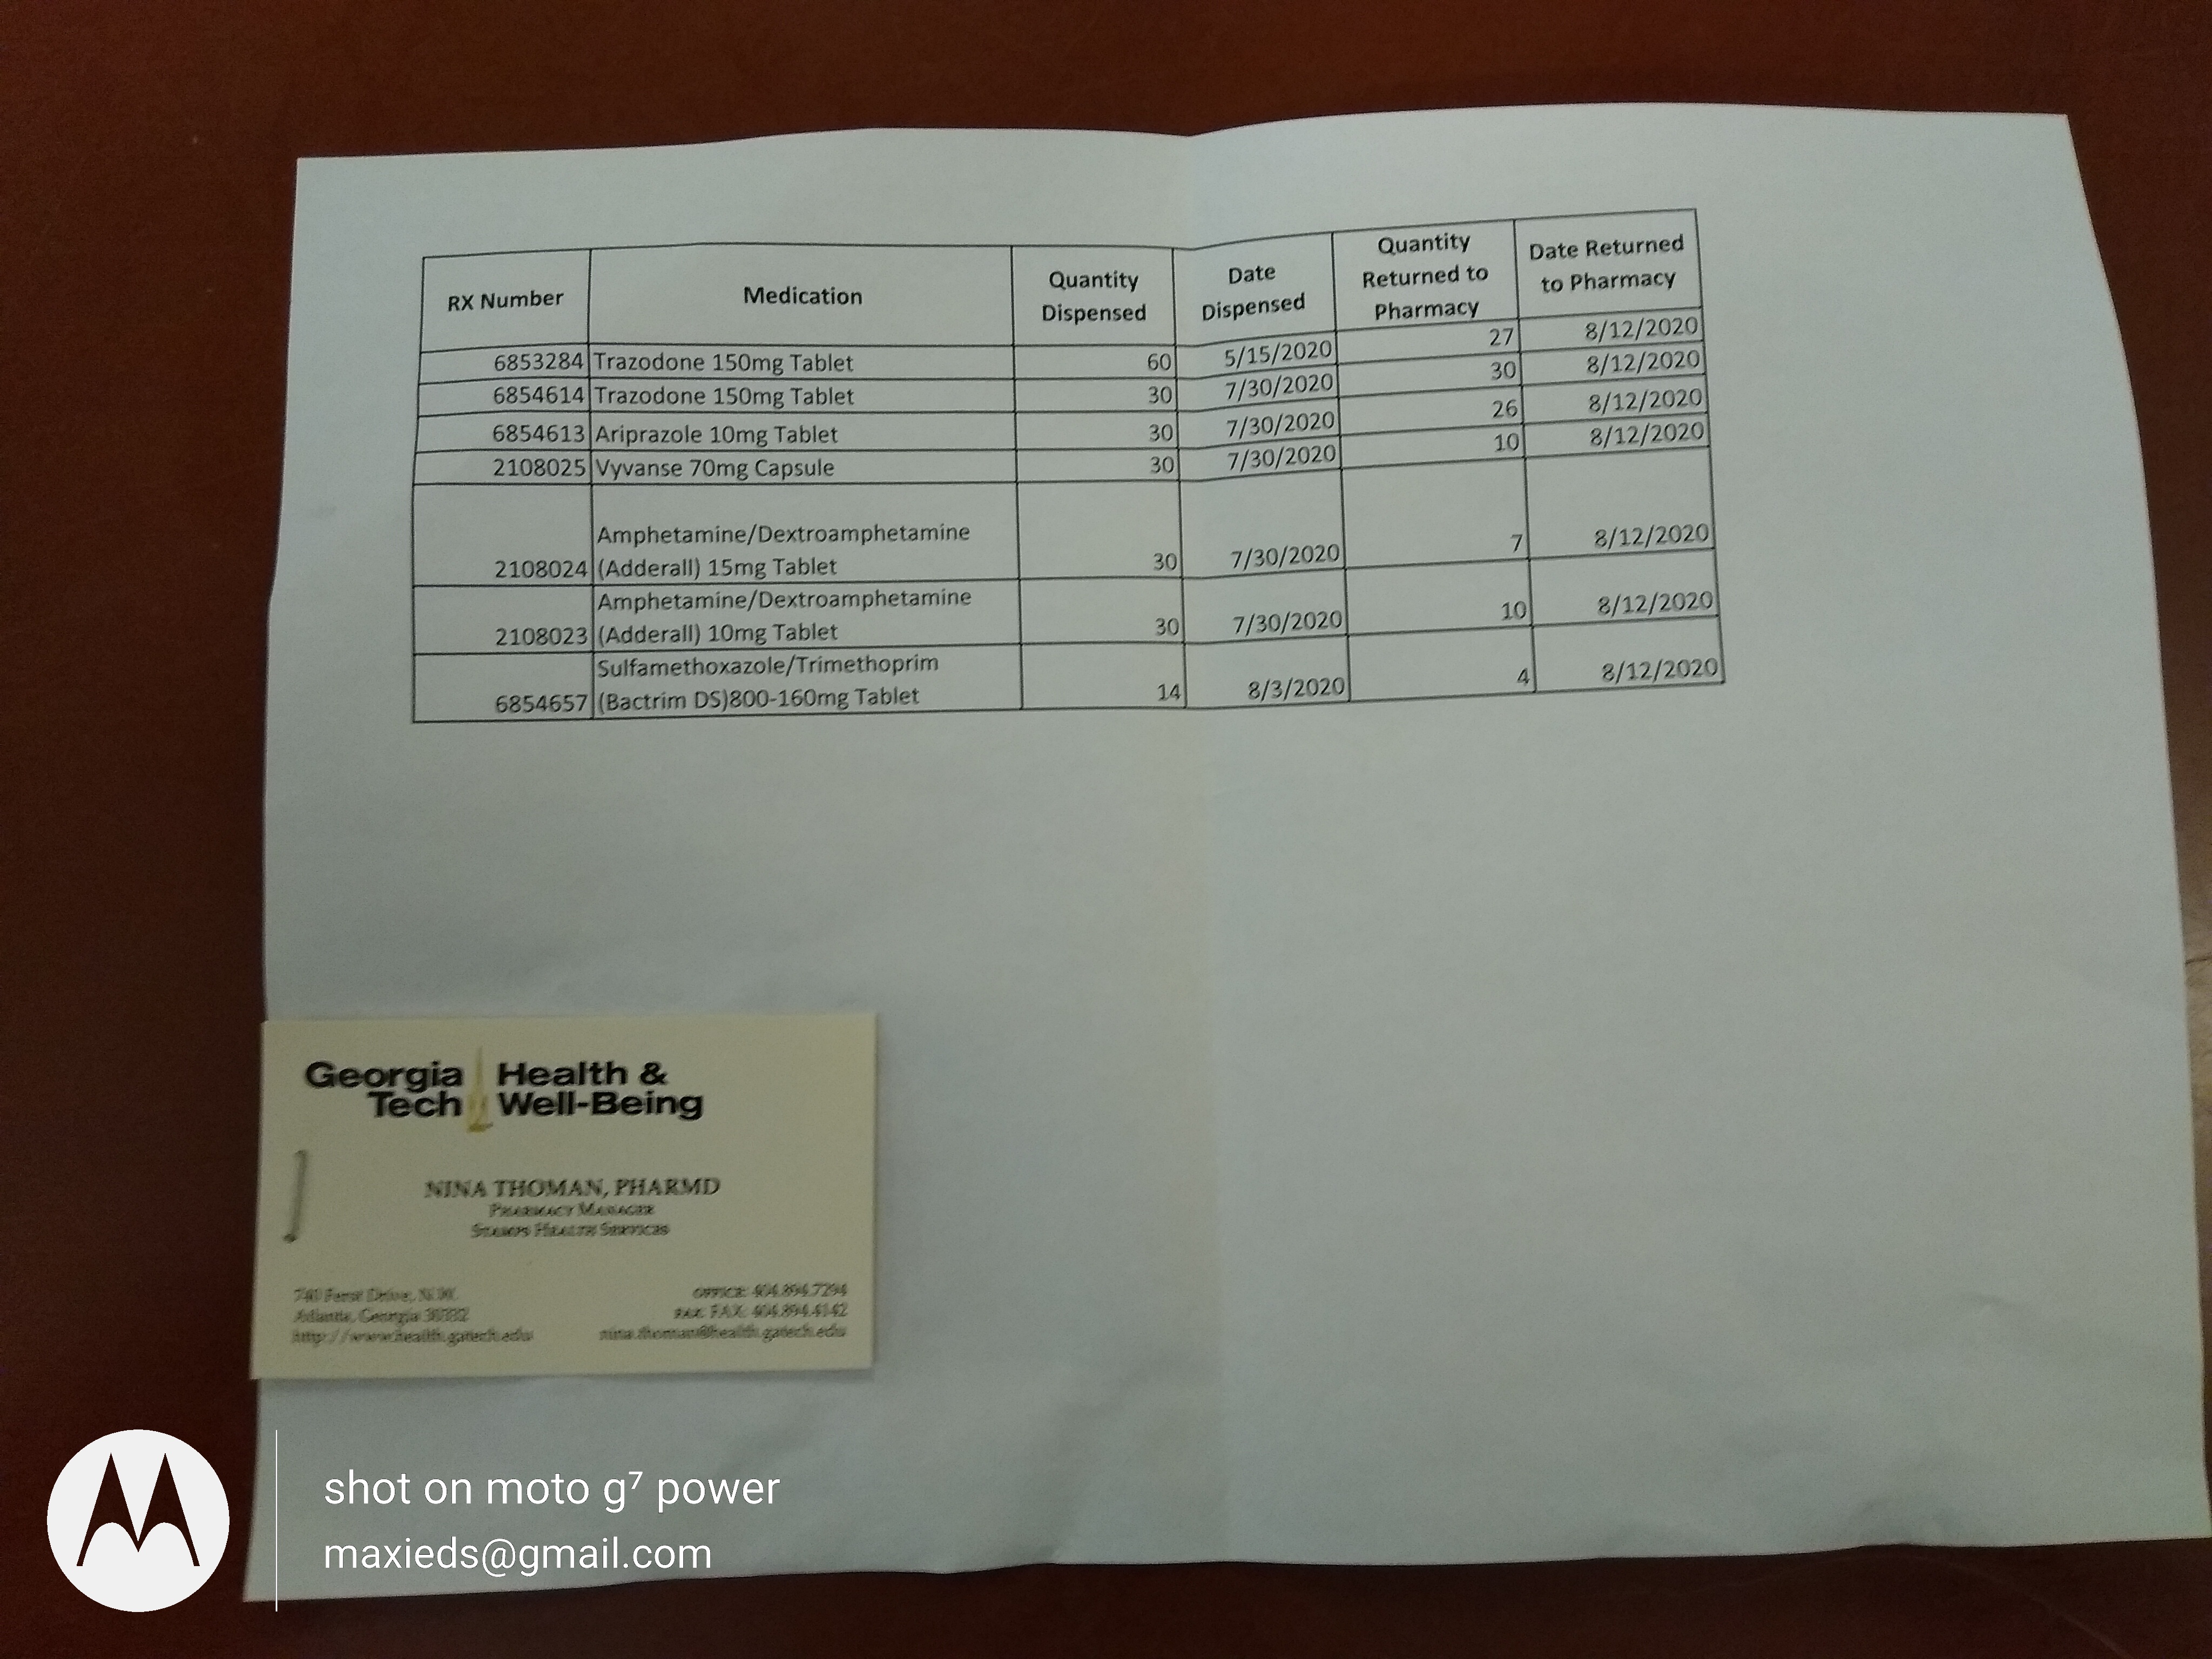 RX Number Medication Quantity Dispensed Date Dispensed Quantity Returned to Pharmacy Date Returned to Pharmacy
6853284 Trazodone 150mg Tablet 60 5/15/2020 27 8/12/2020
6854614 Trazodone 150mg Tablet 30 7/30/2020 30 8/12/2020
6854613 Ariprazole 10mg Tablet 30 7/30/2020 26 8/12/2020
2108025 Vyvanse 70mg Capsule 30 7/30/2020 10 8/12/2020
Amphetamine/Dextroamphetamine
2108024 (Adderall) 15mg Tablet 30 7/30/2020 7 8/12/2020
Amphetamine/Dextroamphetamine
2108023 (Adderall) 10mg Tablet 30 7/30/2020 10 8/12/2020
Sulfamethoxazole/Trimethoprim
6854657 (Bactrim DS)800-160mg Tablet 14 8/3/2020 4 8/12/2020
Georgia Tech
Health & Well-Being
NINA THOMAN, PHARMD
PHARMACY MANAGER
STAMPS HEALTH SERVICES
740 Ferst Drive, N.W.
Atlanta, Georgia 30332
http://www.health.gatech.edu
OFFICE: 404.894.7294
FAX: FAX: 404.894.4142
nina.thoman@health.gatech.edu
shot on moto g⁷ power
maxieds@gmail.com